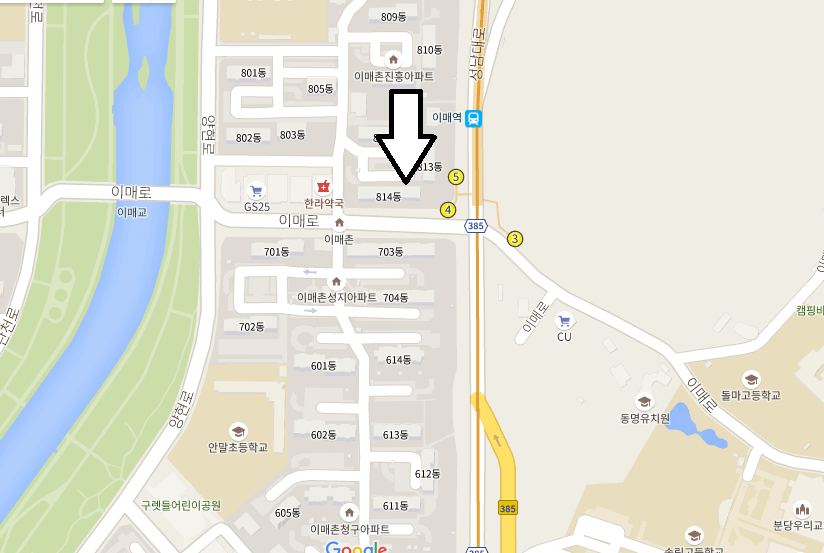 809동
810동
성남대로
이매촌진흥아파트
801동
805동
이매역
양현로
802동
803동
813동
5
이매로
이매교
GS25
한라약국
814동
4
이매로
385
3
이매촌
701동
703동
이매촌성지아파트
704동
702동
이매로
CU
601동
614동
이매로
돌마고등학교
동명유치원
양현로
안말초등학교
602동
613동
612동
구렛들어린이공원
605동
611동
385
분당우리교
이매촌청구아파트
Google
385
송림고등학교